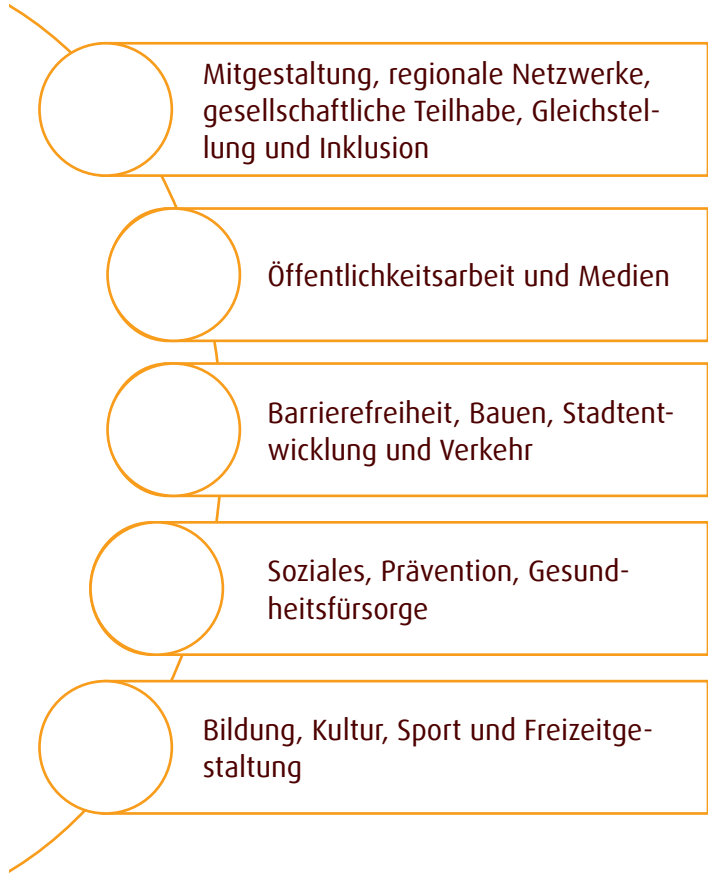 Mitgestaltung, regionale Netzwerke,
gesellschaftliche Teilhabe, Gleichstel-
lung und Inklusion
Öffentlichkeitsarbeit und Medien
Barrierefreiheit, Bauen, Stadtent-
wicklung und Verkehr
Soziales, Prävention, Gesund-
heitsfürsorge
Bildung, Kultur, Sport und Freizeitge-
staltung